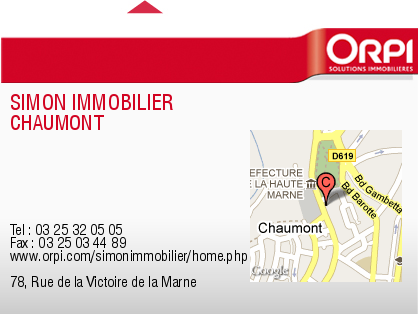 ORPI
SOLUTIONS IMMOBILIÈRES
SIMON IMMOBILIER
CHAUMONT
D619
EFECTURE
E LA HAUTE
MARNE
C
Bd Gambetta
Bd Barotte
Chaumont
Google
Tel : 03 25 32 05 05
Fax : 03 25 03 44 89
www.orpi.com/simonimmobilier/home.php
78, Rue de la Victoire de la Marne